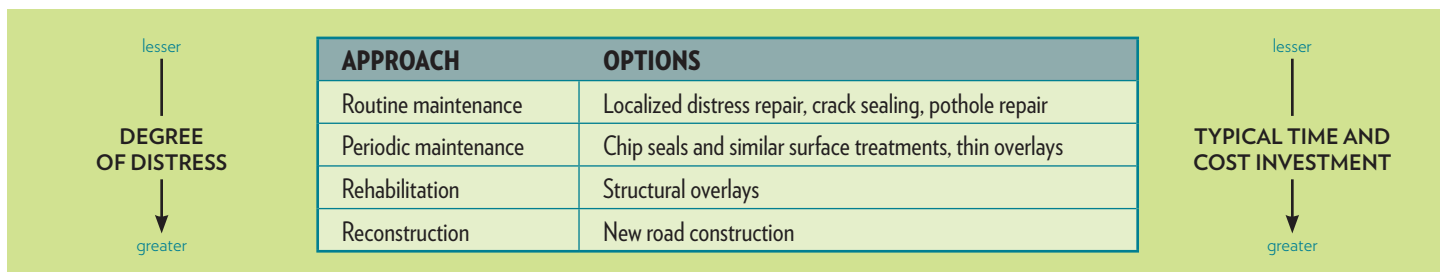 lesser
DEGREE
OF DISTRESS
greater
APPROACH OPTIONS
Routine maintenance Localized distress repair, crack sealing, pothole repair
Periodic maintenance Chip seals and similar surface treatments, thin overlays
Rehabilitation Structural overlays
Reconstruction New road construction
lesser
TYPICAL TIME AND
COST INVESTMENT
greater